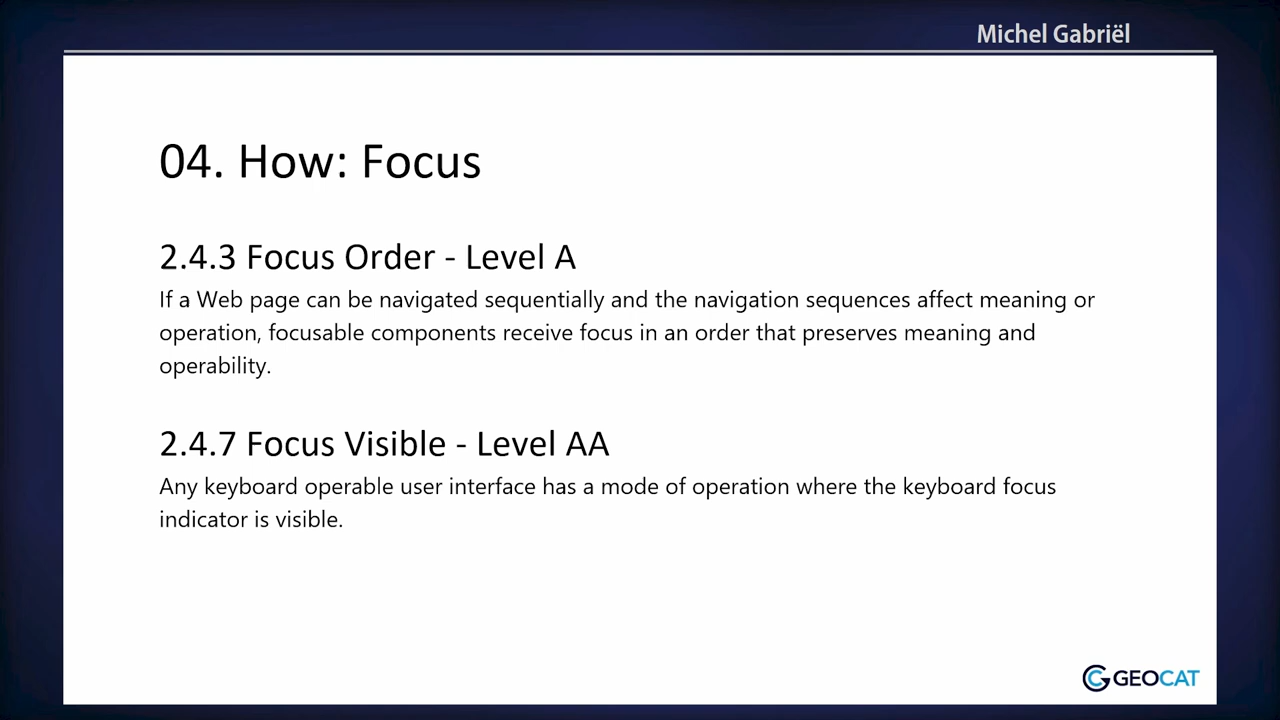 Michel Gabriël
04. How: Focus
2.4.3 Focus Order - Level A
If a Web page can be navigated sequentially and the navigation sequences affect meaning or
operation, focusable components receive focus in an order that preserves meaning and
operability.
2.4.7 Focus Visible - Level AA
Any keyboard operable user interface has a mode of operation where the keyboard focus
indicator is visible.
GEOCAT